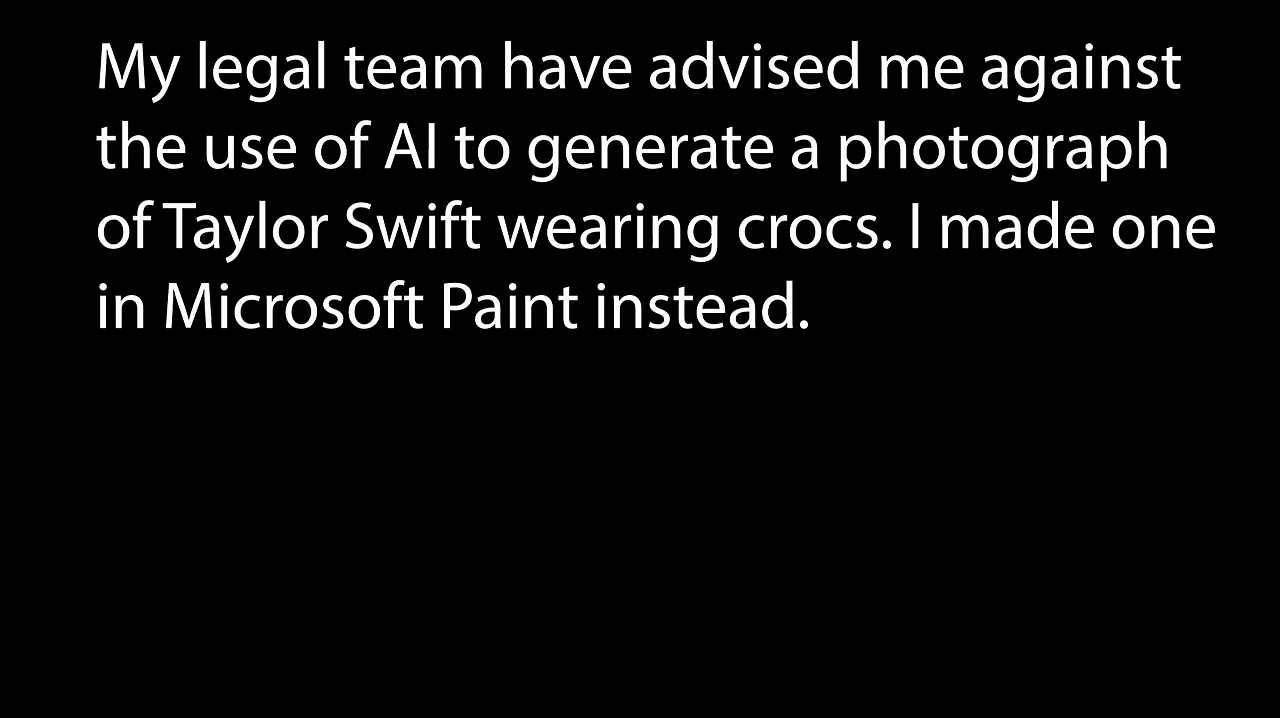 My legal team have advised me against
the use of AI to generate a photograph
of Taylor Swift wearing crocs. I made one
in Microsoft Paint instead.